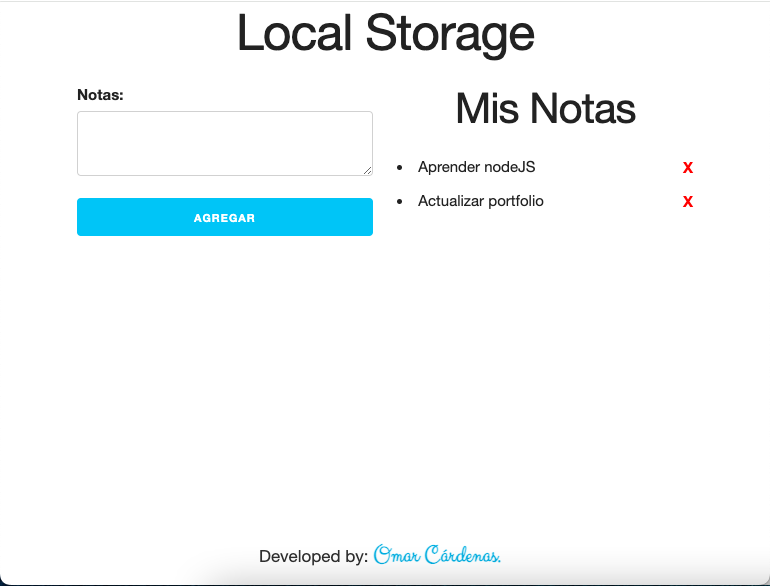 Local Storage
Notas:
AGREGAR
Mis Notas
Aprender nodeJS X
Actualizar portfolio X
Developed by: Omar Cárdenas.